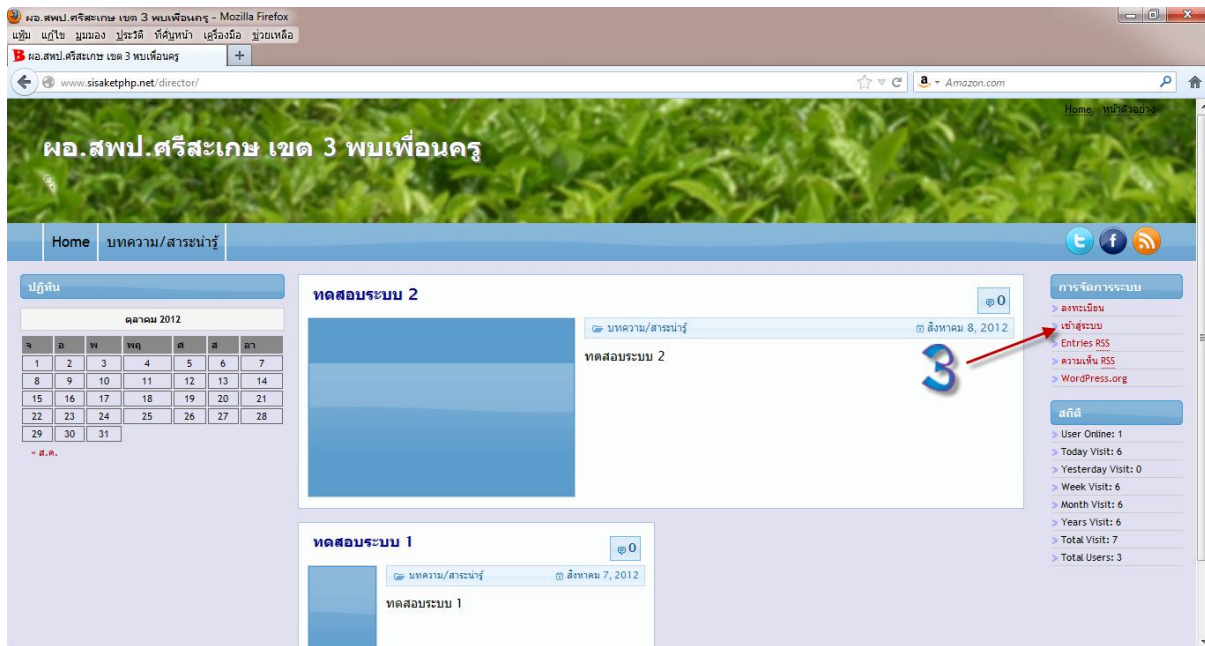 ผอ.สพป.ศรีสะเกษ เขต 3 พบเพื่อนครู - Mozilla Firefox
แฟ้ม แก้ไข มุมมอง ประวัติ ที่คั่นหน้า เครื่องมือ ช่วยเหลือ
ผอ.สพป.ศรีสะเกษ เขต 3 พบเพื่อนครู
www.sisaketphp.net/director/
Amazon.com
Home หน้าตัวอย่าง
ผอ.สพป.ศรีสะเกษ เขต 3 พบเพื่อนครู
Home บทความ/สาระน่ารู้
ปฏิทิน
ตุลาคม 2012
จ อ พ พฤ ศ ส อา
1 2 3 4 5 6 7
8 9 10 11 12 13 14
15 16 17 18 19 20 21
22 23 24 25 26 27 28
29 30 31
« ส.ค.
ทดสอบระบบ 2
0
บทความ/สาระน่ารู้ สิงหาคม 8, 2012
ทดสอบระบบ 2
3
ทดสอบระบบ 1
0
บทความ/สาระน่ารู้ สิงหาคม 7, 2012
ทดสอบระบบ 1
การจัดการระบบ
ลงทะเบียน
เข้าสู่ระบบ
Entries RSS
ความเห็น RSS
WordPress.org
สถิติ
User Online: 1
Today Visit: 6
Yesterday Visit: 0
Week Visit: 6
Month Visit: 6
Years Visit: 6
Total Visit: 7
Total Users: 3